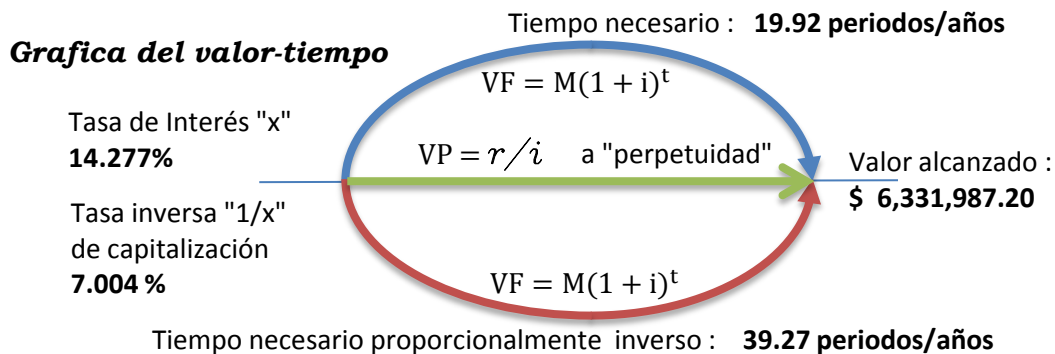 Tiempo necesario : 19.92 periodos/años
Grafica del valor-tiempo
VF = M(1 + i)^t
Tasa de Interés "x"
14.277%
VP = r/i a "perpetuidad"
Valor alcanzado :
$ 6,331,987.20
Tasa inversa "1/x"
de capitalización
7.004 %
VF = M(1 + i)^t
Tiempo necesario proporcionalmente inverso : 39.27 periodos/años